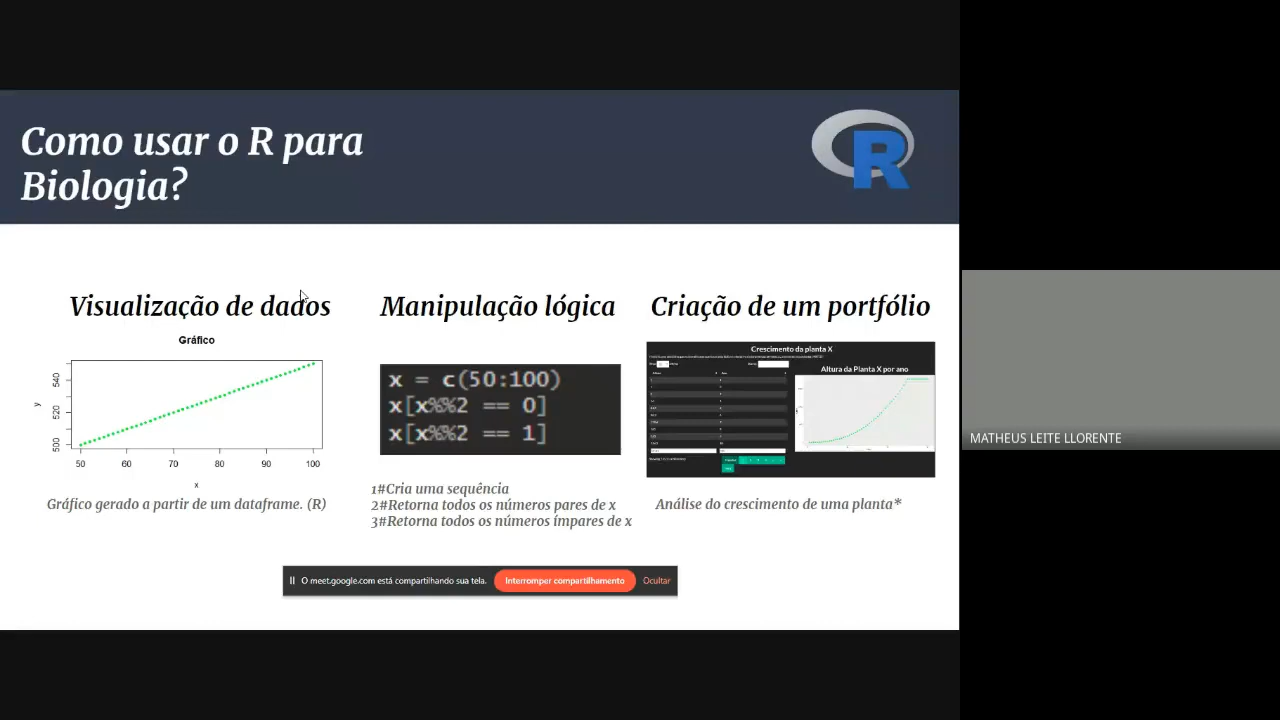 Como usar o R para
Biologia?
R
Visualização de dados
Gráfico
540
520
500
y
50 60 70 80 90 100
x
Gráfico gerado a partir de um dataframe. (R)
Manipulação lógica
x = c(50:100)
x[x%%2 == 0]
x[x%%2 == 1]
1#Cria uma sequência
2#Retorna todos os números pares de x
3#Retorna todos os números ímpares de x
Criação de um portfólio
Crescimento da planta X
Altura da Planta X por ano
Análise do crescimento de uma planta*
O meet.google.com está compartilhando sua tela.
Interromper compartilhamento
Ocultar
MATHEUS LEITE LLORENTE